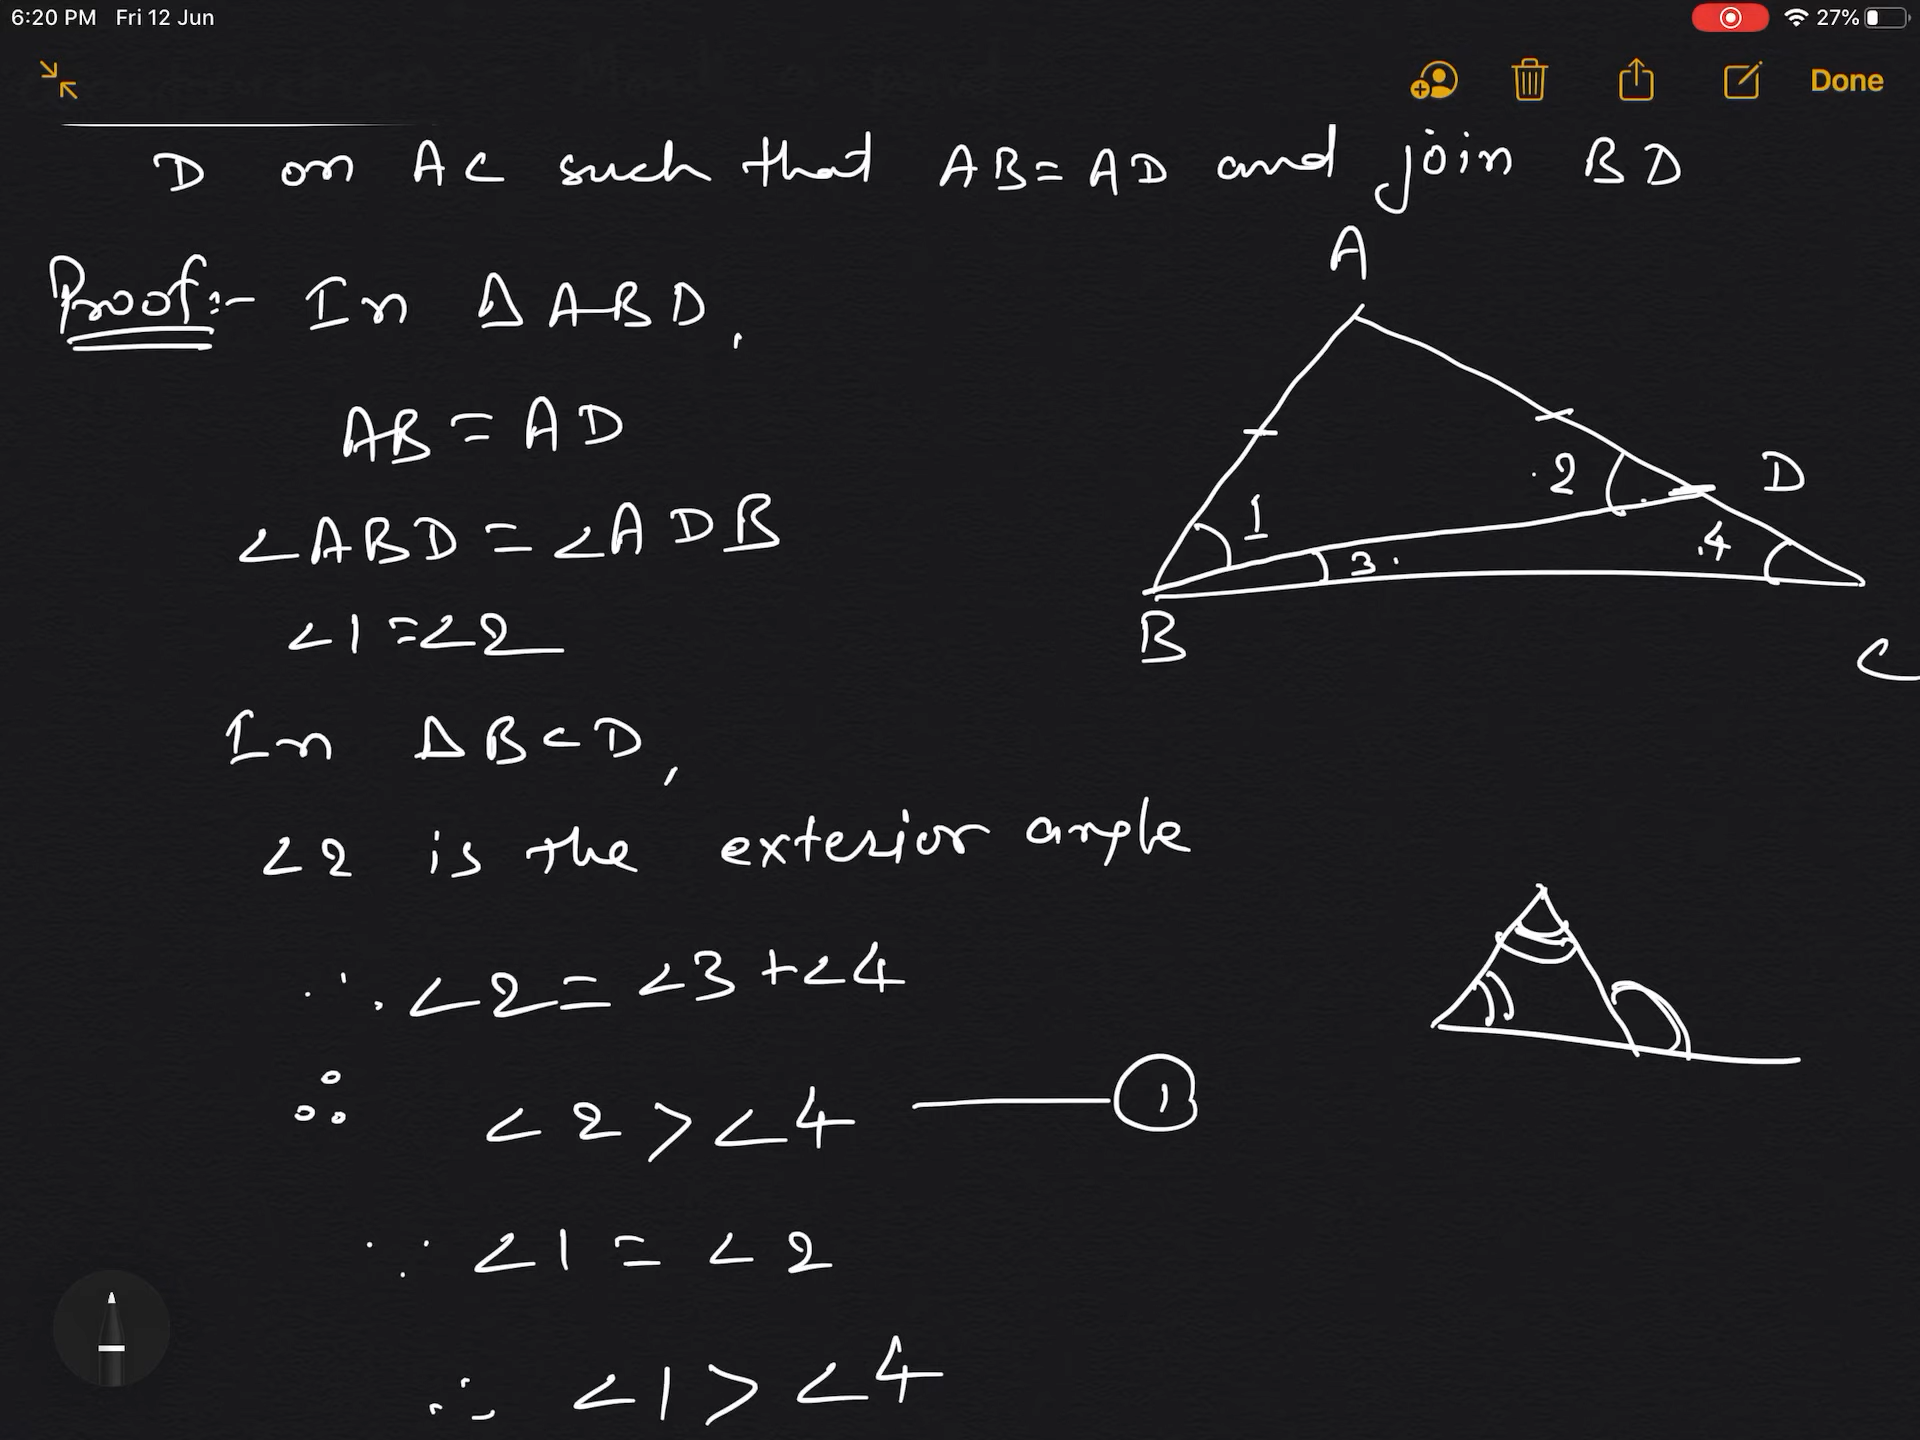 6:20 PM Fri 12 Jun 27%
Done
D on AC such that AB = AD and join BD
Proof:- In △ABD,
AB = AD
∠ABD = ∠ADB
∠1 = ∠2
In △BCD,
∠2 is the exterior angle
∴ ∠2 = ∠3 + ∠4
∴ ∠2 > ∠4 —— ①
∵ ∠1 = ∠2
∴ ∠1 > ∠4
A
2 D
1
3 4
B
C